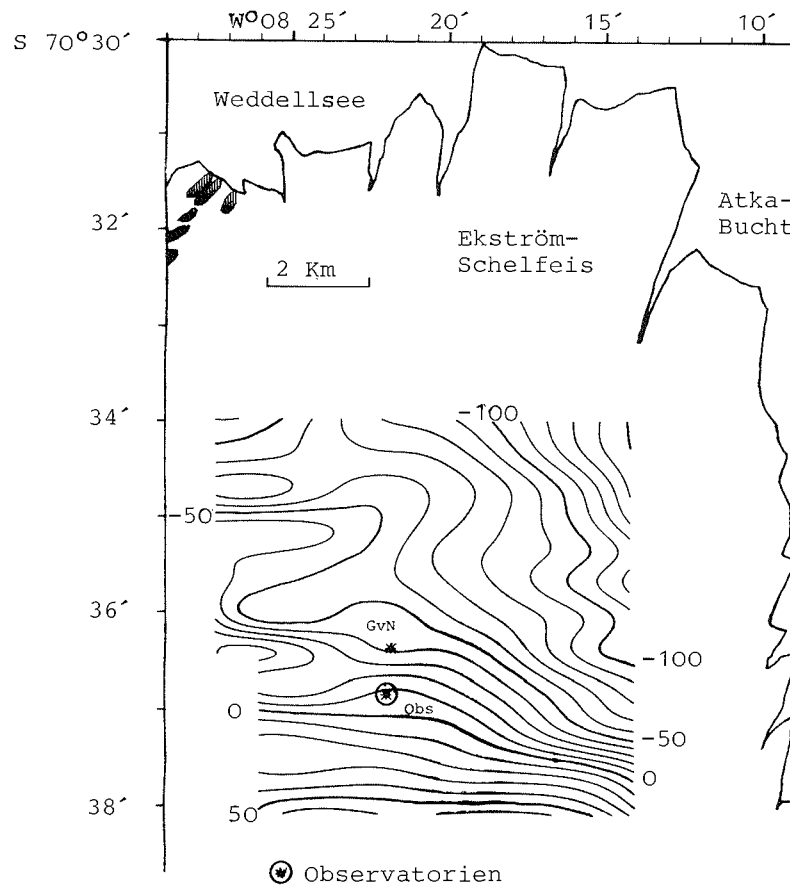 W°08 25´ 20´ 15´ 10´
S 70°30´
Weddellsee
Atka-
Bucht
32´
Ekström-
Schelfeis
2 Km
34´
-100
-50
36´
GvN
-100
Obs
0
-50
0
38´
50
Observatorien